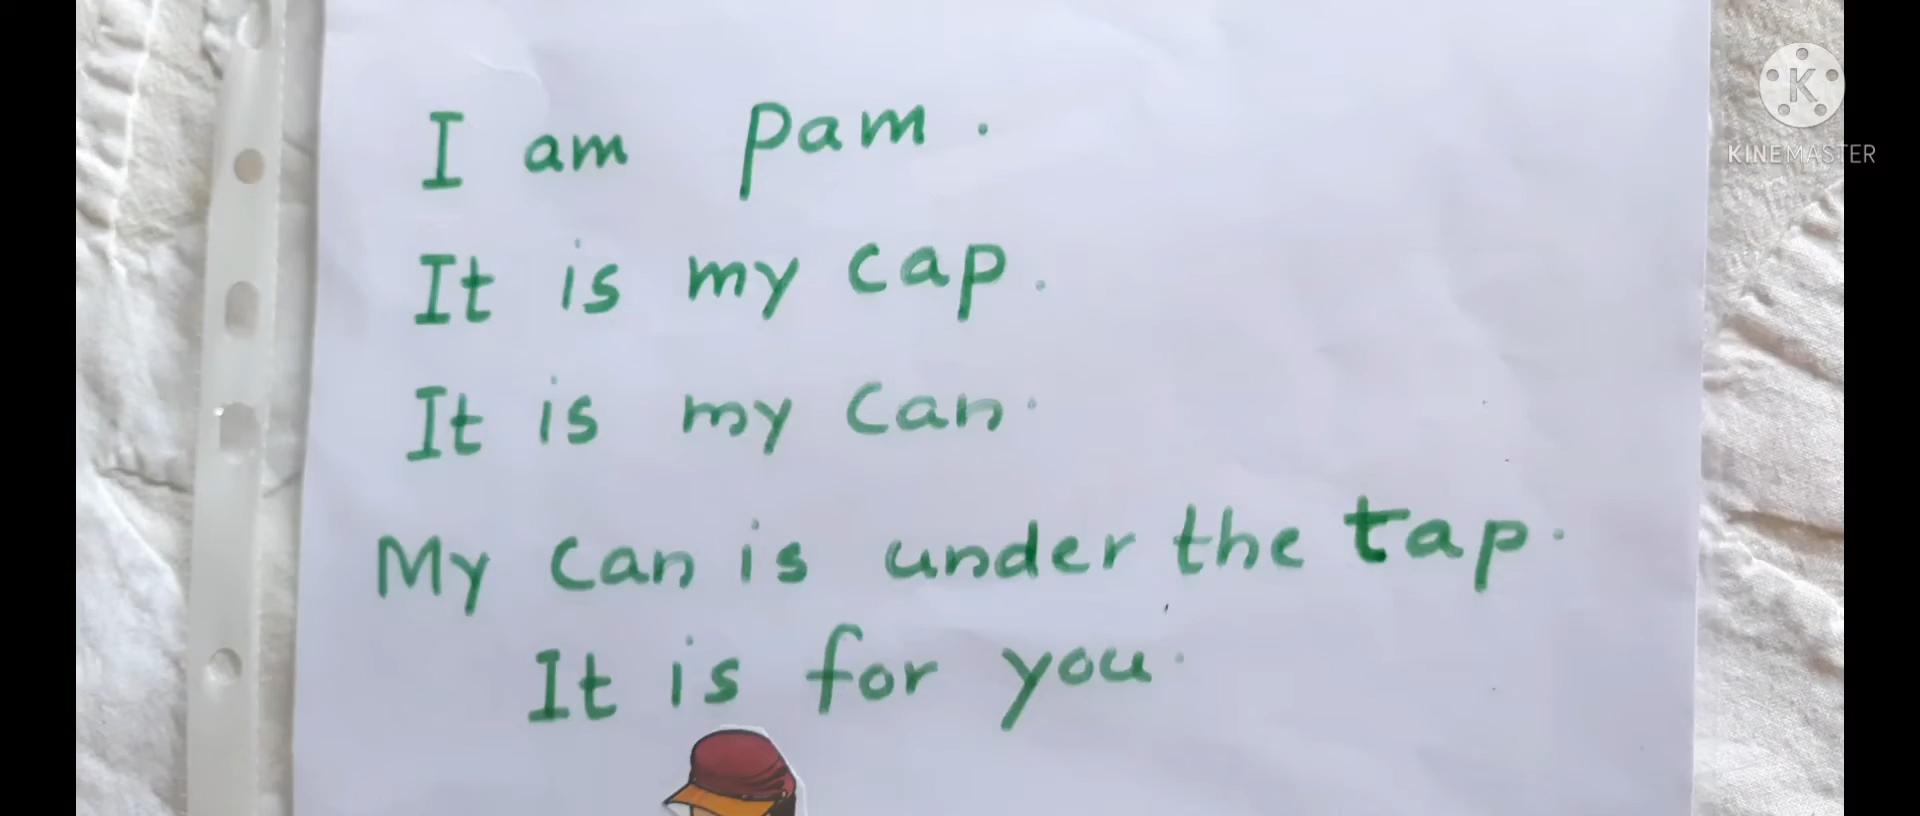 I am pam.
It is my cap.
It is my can.
My can is under the tap.
It is for you.
K
KINEMASTER